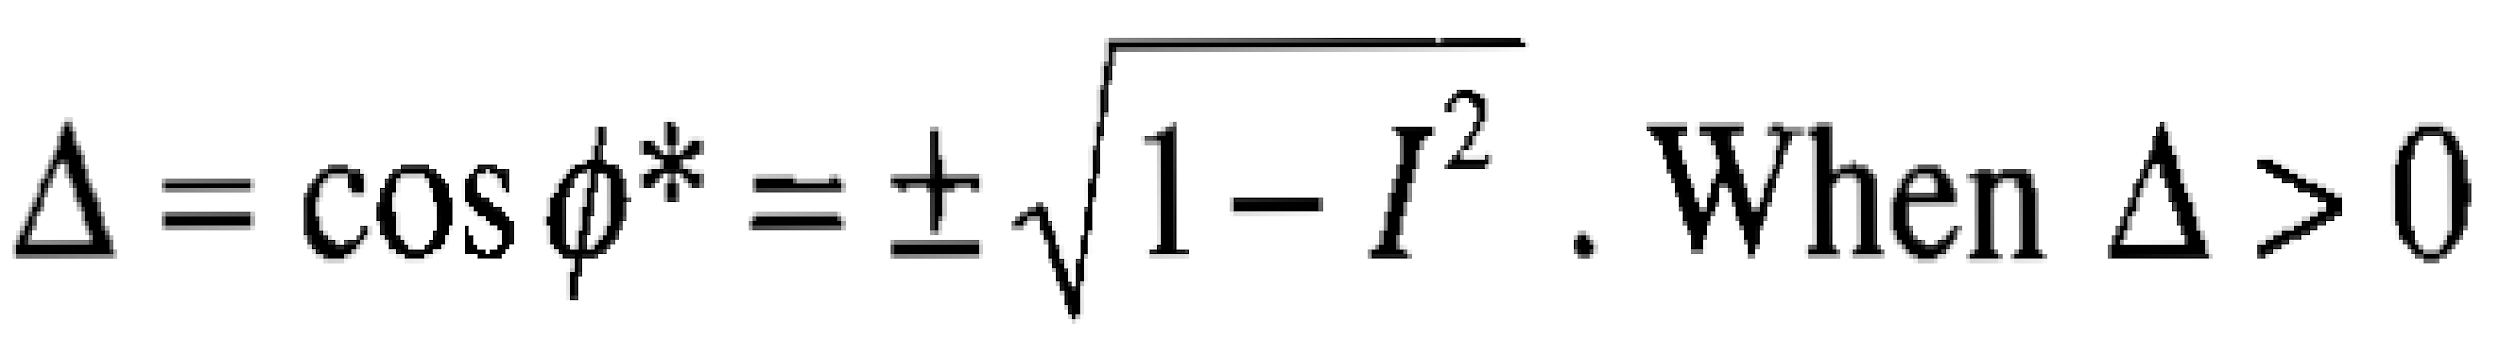 Δ = cos ϕ* = ± √1 − I² . When Δ > 0